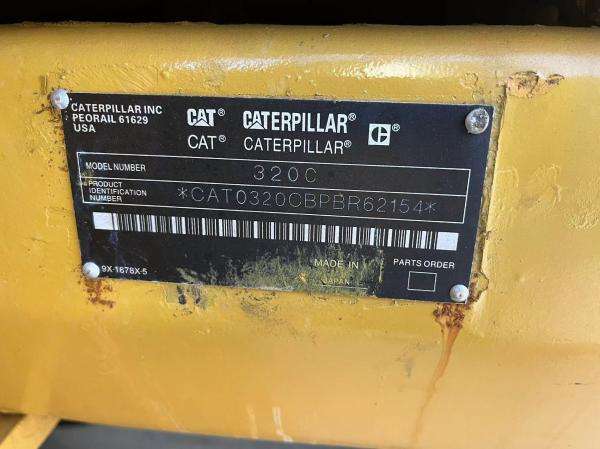 CATERPILLAR INC
PEORAIL 61629
USA
CAT® CATERPILLAR® C®
CAT® CATERPILLAR®
MODEL NUMBER 320C
PRODUCT
IDENTIFICATION
NUMBER
*CAT0320CBPBR62154*
9X-1878X-5
MADE IN
JAPAN
PARTS ORDER